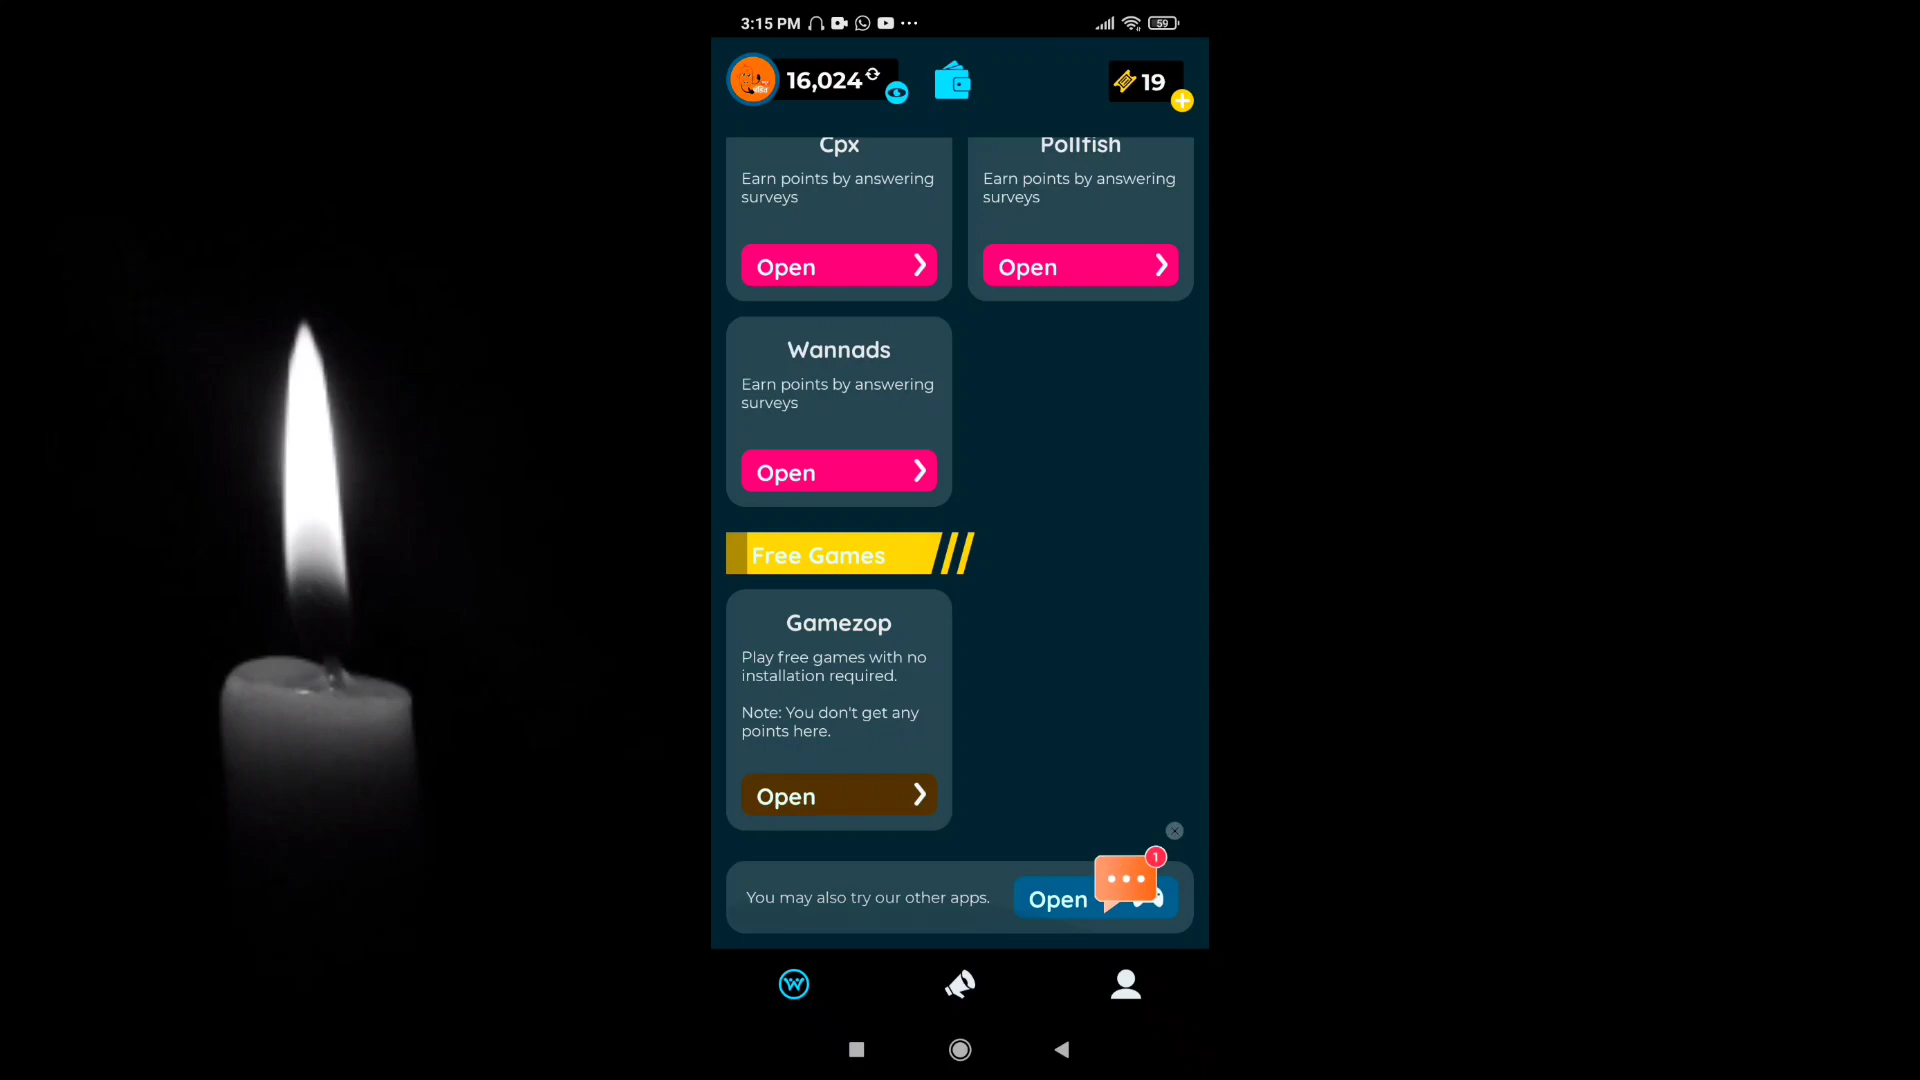 3:15 PM
59
16,024
19
Cpx
Earn points by answering
surveys
Open
Pollfish
Earn points by answering
surveys
Open
Wannads
Earn points by answering
surveys
Open
Free Games
Gamezop
Play free games with no
installation required.
Note: You don't get any
points here.
Open
1
You may also try our other apps.
Open